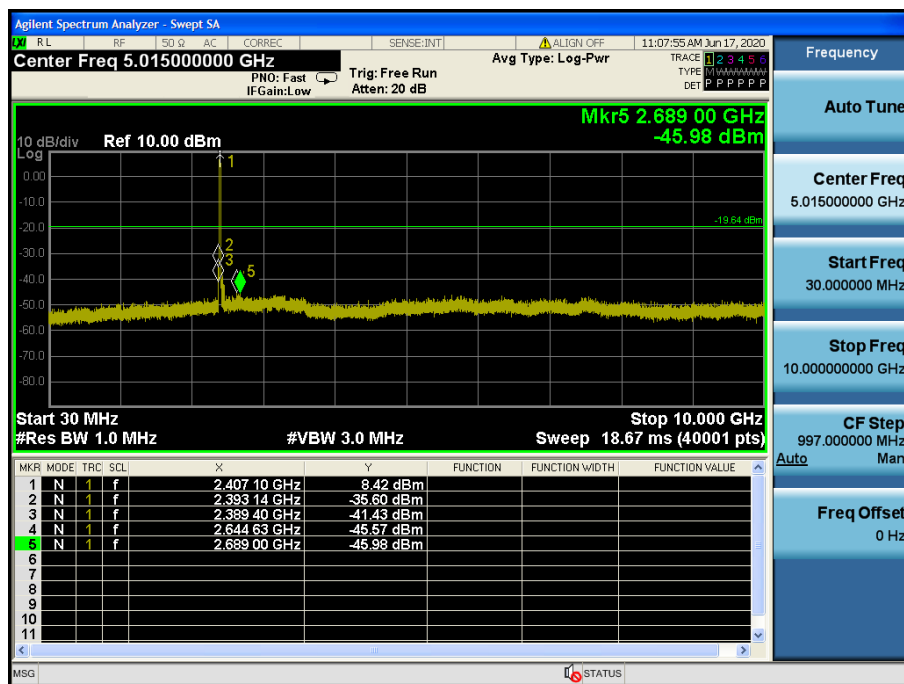 Agilent Spectrum Analyzer - Swept SA
LXI RL RF 50 Ω AC CORREC SENSE:INT ALIGN OFF 11:07:55 AM Jun 17, 2020
Center Freq 5.015000000 GHz
PNO: Fast
IFGain:Low
Trig: Free Run
Atten: 20 dB
Avg Type: Log-Pwr
TRACE 1 2 3 4 5 6
TYPE MWWWWW
DET P P P P P P
Mkr5 2.689 00 GHz
-45.98 dBm
10 dB/div Ref 10.00 dBm
Log
1
0.00
-10.0
-19.64 dBm
-20.0
2
-30.0
3
5
-40.0
-50.0
-60.0
-70.0
-80.0
Start 30 MHz Stop 10.000 GHz
#Res BW 1.0 MHz #VBW 3.0 MHz Sweep 18.67 ms (40001 pts)
MKR MODE TRC SCL X Y FUNCTION FUNCTION WIDTH FUNCTION VALUE
1 N 1 f 2.407 10 GHz 8.42 dBm
2 N 1 f 2.393 14 GHz -35.60 dBm
3 N 1 f 2.389 40 GHz -41.43 dBm
4 N 1 f 2.644 63 GHz -45.57 dBm
5 N 1 f 2.689 00 GHz -45.98 dBm
6
7
8
9
10
11
MSG STATUS
Frequency
Auto Tune
Center Freq
5.015000000 GHz
Start Freq
30.000000 MHz
Stop Freq
10.000000000 GHz
CF Step
997.000000 MHz
Auto Man
Freq Offset
0 Hz